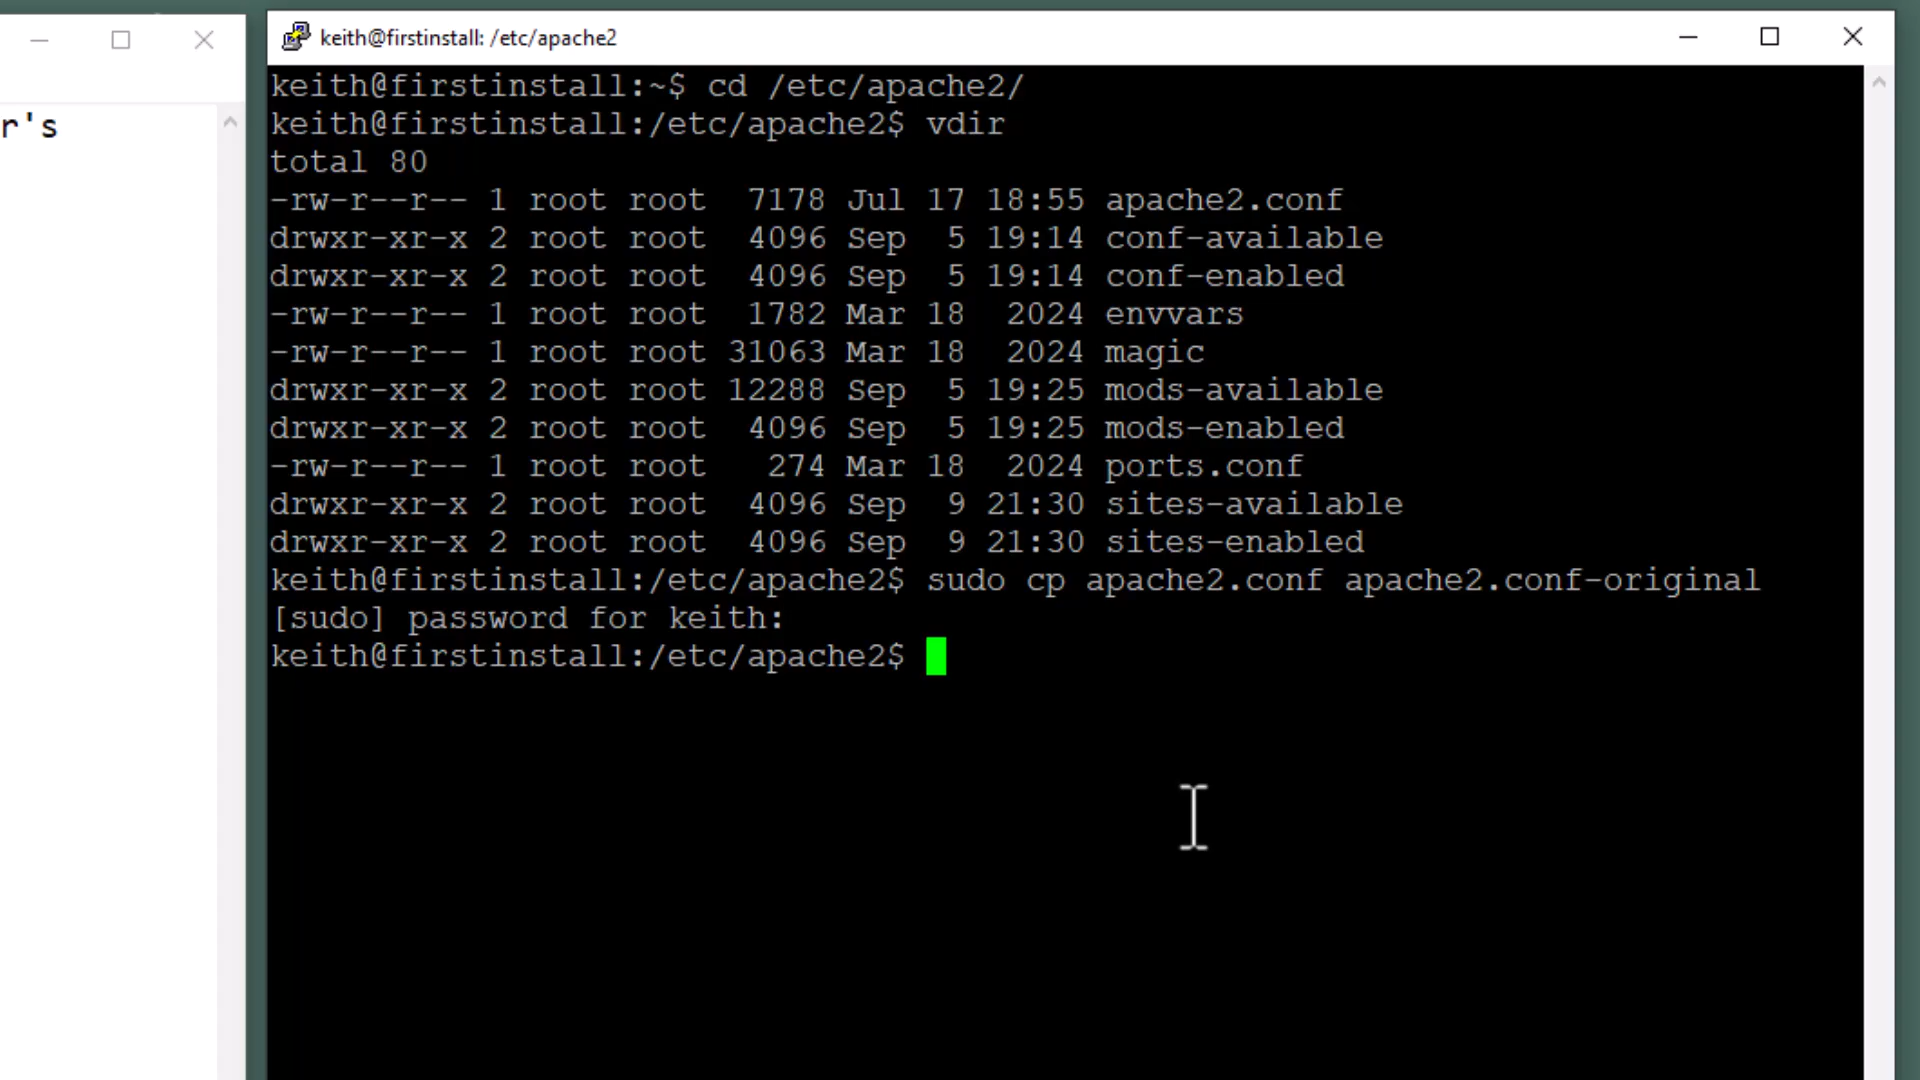 keith@firstinstall: /etc/apache2
r's
keith@firstinstall:~$ cd /etc/apache2/
keith@firstinstall:/etc/apache2$ vdir
total 80
-rw-r--r-- 1 root root  7178 Jul 17 18:55 apache2.conf
drwxr-xr-x 2 root root  4096 Sep  5 19:14 conf-available
drwxr-xr-x 2 root root  4096 Sep  5 19:14 conf-enabled
-rw-r--r-- 1 root root  1782 Mar 18  2024 envvars
-rw-r--r-- 1 root root 31063 Mar 18  2024 magic
drwxr-xr-x 2 root root 12288 Sep  5 19:25 mods-available
drwxr-xr-x 2 root root  4096 Sep  5 19:25 mods-enabled
-rw-r--r-- 1 root root   274 Mar 18  2024 ports.conf
drwxr-xr-x 2 root root  4096 Sep  9 21:30 sites-available
drwxr-xr-x 2 root root  4096 Sep  9 21:30 sites-enabled
keith@firstinstall:/etc/apache2$ sudo cp apache2.conf apache2.conf-original
[sudo] password for keith:
keith@firstinstall:/etc/apache2$